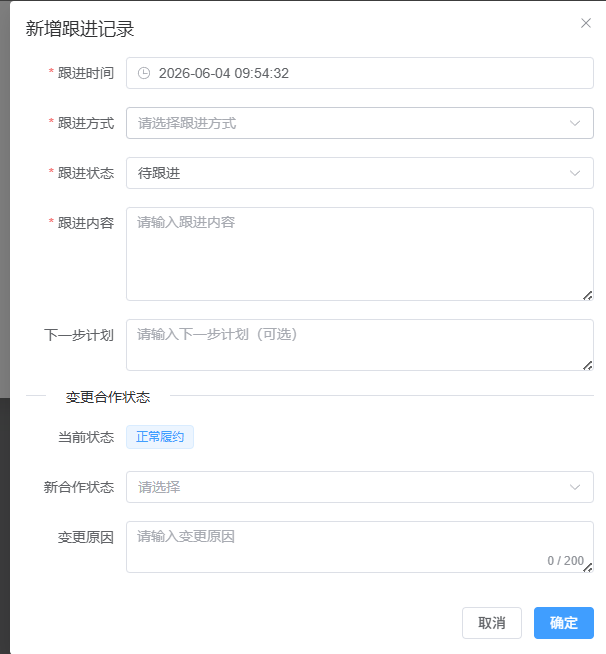 新增跟进记录
* 跟进时间 2026-06-04 09:54:32
* 跟进方式 请选择跟进方式
* 跟进状态 待跟进
* 跟进内容 请输入跟进内容
下一步计划 请输入下一步计划（可选）
变更合作状态
当前状态 正常履约
新合作状态 请选择
变更原因 请输入变更原因
0 / 200
取消 确定